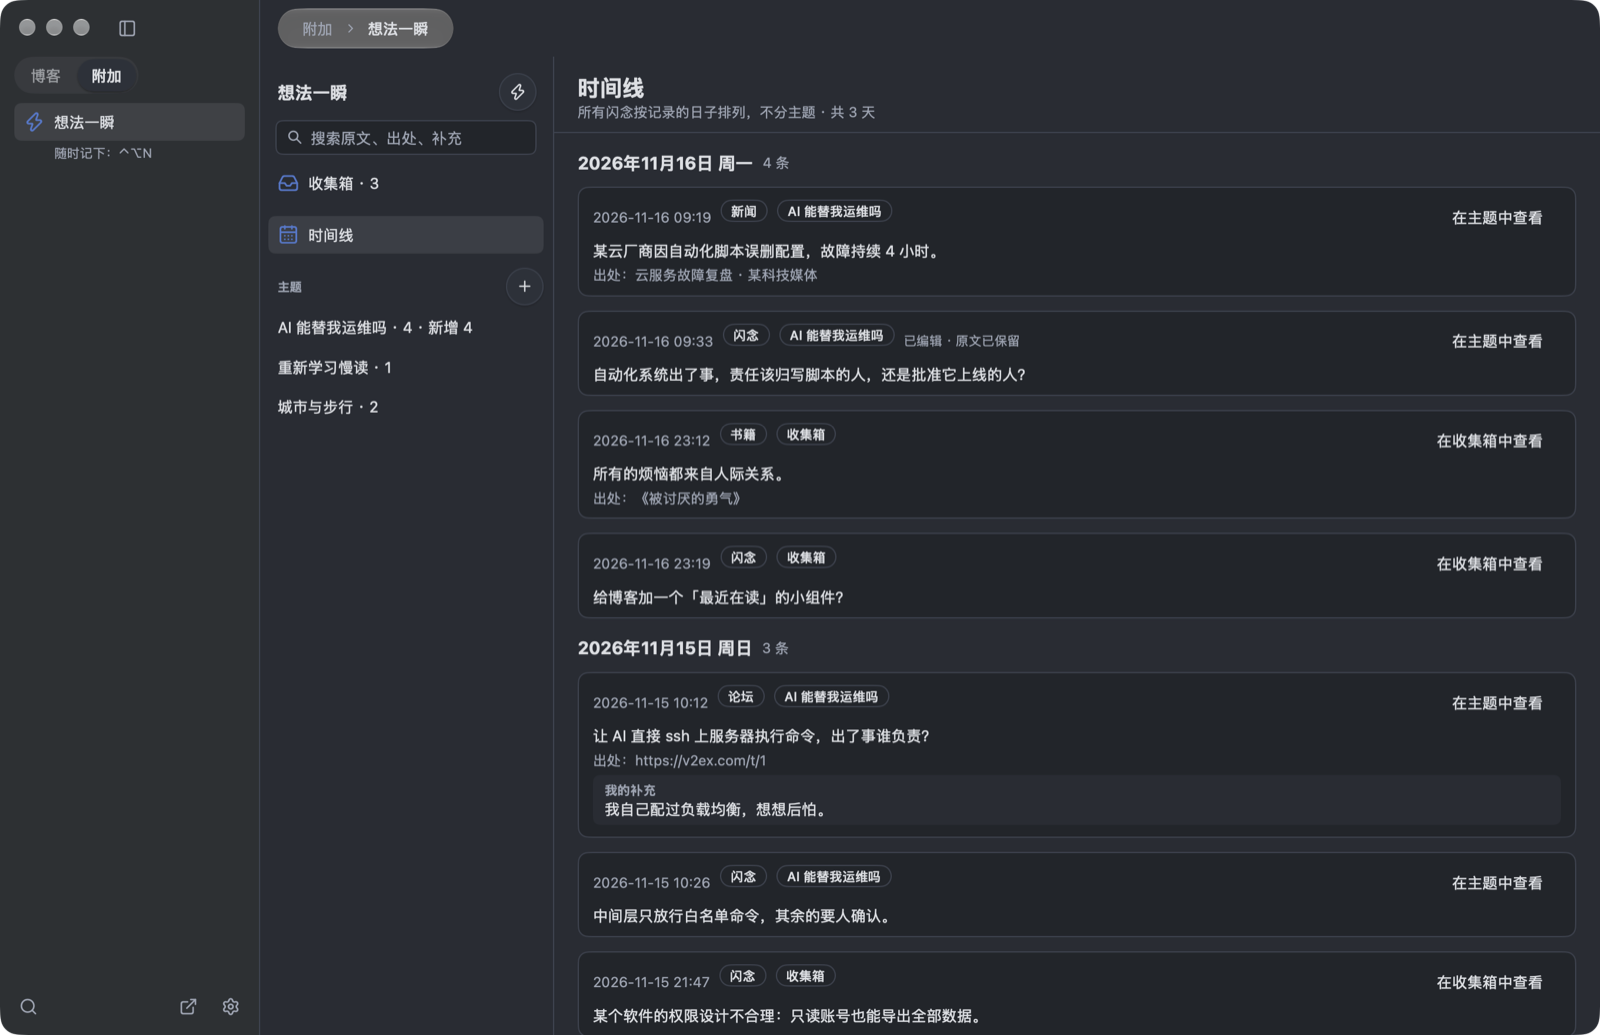 附加 > 想法一瞬
博客 附加
想法一瞬
随时记下：⌃⌥N
想法一瞬
搜索原文、出处、补充
收集箱 · 3
时间线
主题
AI 能替我运维吗 · 4 · 新增 4
重新学习慢读 · 1
城市与步行 · 2
时间线
所有闪念按记录的日子排列，不分主题 · 共 3 天
2026年11月16日 周一 4 条
2026-11-16 09:19 新闻 AI 能替我运维吗 在主题中查看
某云厂商因自动化脚本误删配置，故障持续 4 小时。
出处：云服务故障复盘 · 某科技媒体
2026-11-16 09:33 闪念 AI 能替我运维吗 已编辑 · 原文已保留 在主题中查看
自动化系统出了事，责任该归写脚本的人，还是批准它上线的人？
2026-11-16 23:12 书籍 收集箱 在收集箱中查看
所有的烦恼都来自人际关系。
出处：《被讨厌的勇气》
2026-11-16 23:19 闪念 收集箱 在收集箱中查看
给博客加一个「最近在读」的小组件？
2026年11月15日 周日 3 条
2026-11-15 10:12 论坛 AI 能替我运维吗 在主题中查看
让 AI 直接 ssh 上服务器执行命令，出了事谁负责？
出处：https://v2ex.com/t/1
我的补充
我自己配过负载均衡，想想后怕。
2026-11-15 10:26 闪念 AI 能替我运维吗 在主题中查看
中间层只放行白名单命令，其余的要人确认。
2026-11-15 21:47 闪念 收集箱 在收集箱中查看
某个软件的权限设计不合理：只读账号也能导出全部数据。